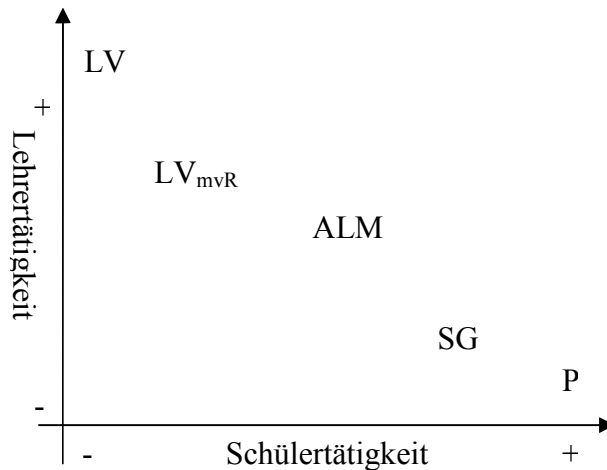 LV
+
Lehrertätigkeit
LVmvR
ALM
SG
P
-
- Schülertätigkeit +